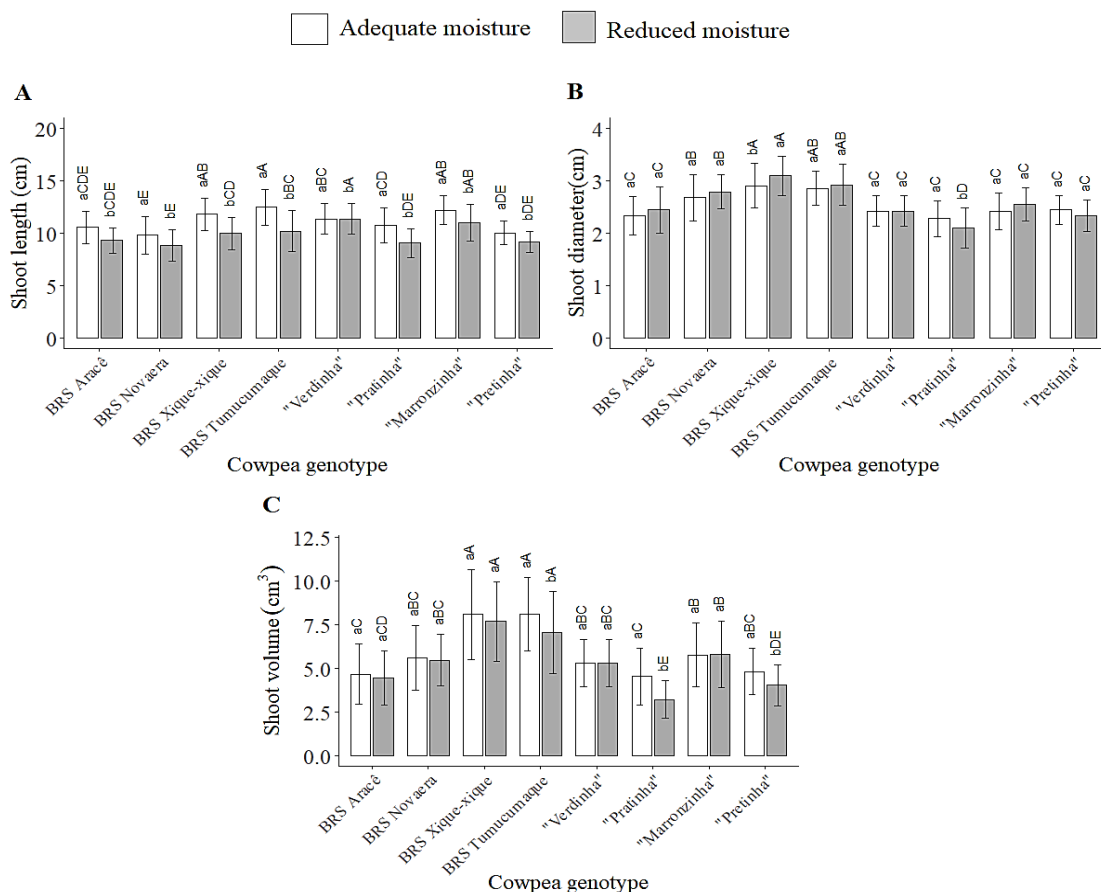 Adequate moisture
Reduced moisture
A
Shoot length (cm)
20
15
10
5
0
aCDE bCDE aE bE aAB bCD aA bBC aBC bA aCD bDE aAB bAB aDE bDE
BRS Aracê
BRS Novaera
BRS Xique-xique
BRS Tumucumaque
"Verdinha"
"Pratinha"
"Marronzinha"
"Pretinha"
Cowpea genotype
B
Shoot diameter(cm)
4
3
2
1
0
aC aC aB aB bA aA aAB aAB aC aC aC bD aC aC aC aC
BRS Aracê
BRS Novaera
BRS Xique-xique
BRS Tumucumaque
"Verdinha"
"Pratinha"
"Marronzinha"
"Pretinha"
Cowpea genotype
C
Shoot volume (cm³)
12.5
10.0
7.5
5.0
2.5
0.0
aC aCD aBC aBC aA aA aA bA aBC aBC aC bE aB aB aBC bDE
BRS Aracê
BRS Novaera
BRS Xique-xique
BRS Tumucumaque
"Verdinha"
"Pratinha"
"Marronzinha"
"Pretinha"
Cowpea genotype